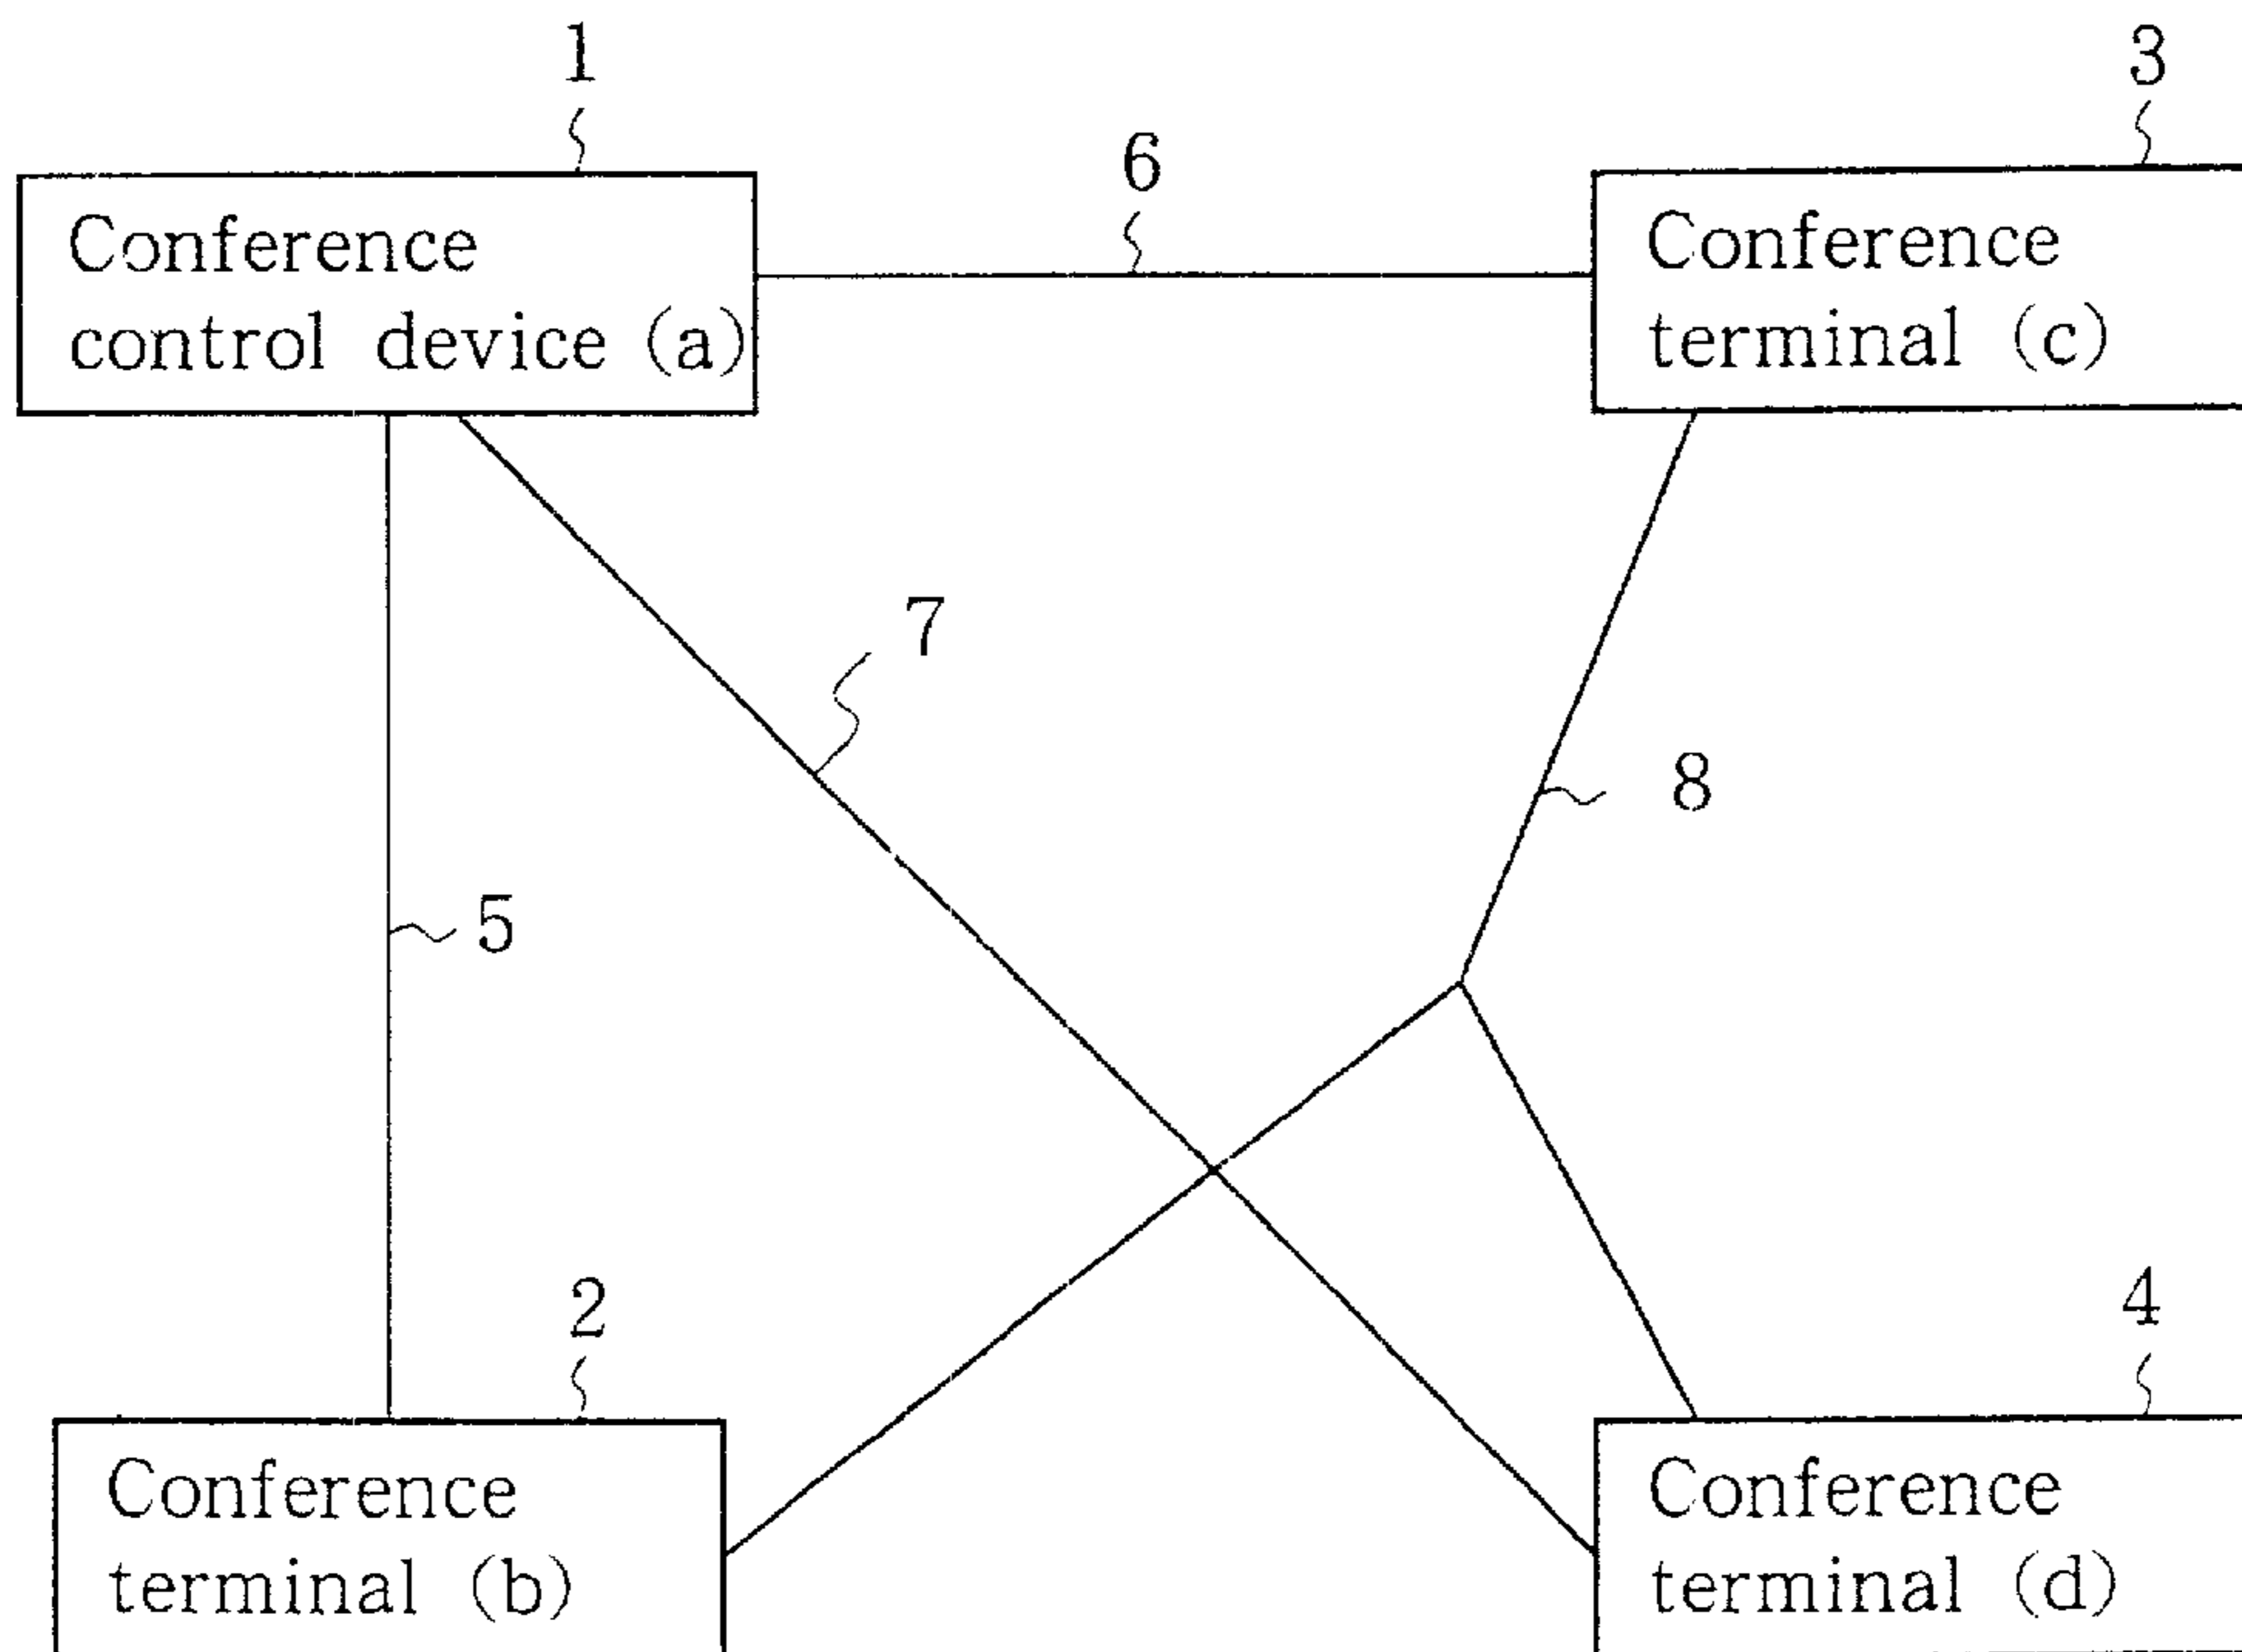 1
3
6
Conference
control device (a)
Conference
terminal (c)
7
8
5
2
4
Conference
terminal (b)
Conference
terminal (d)